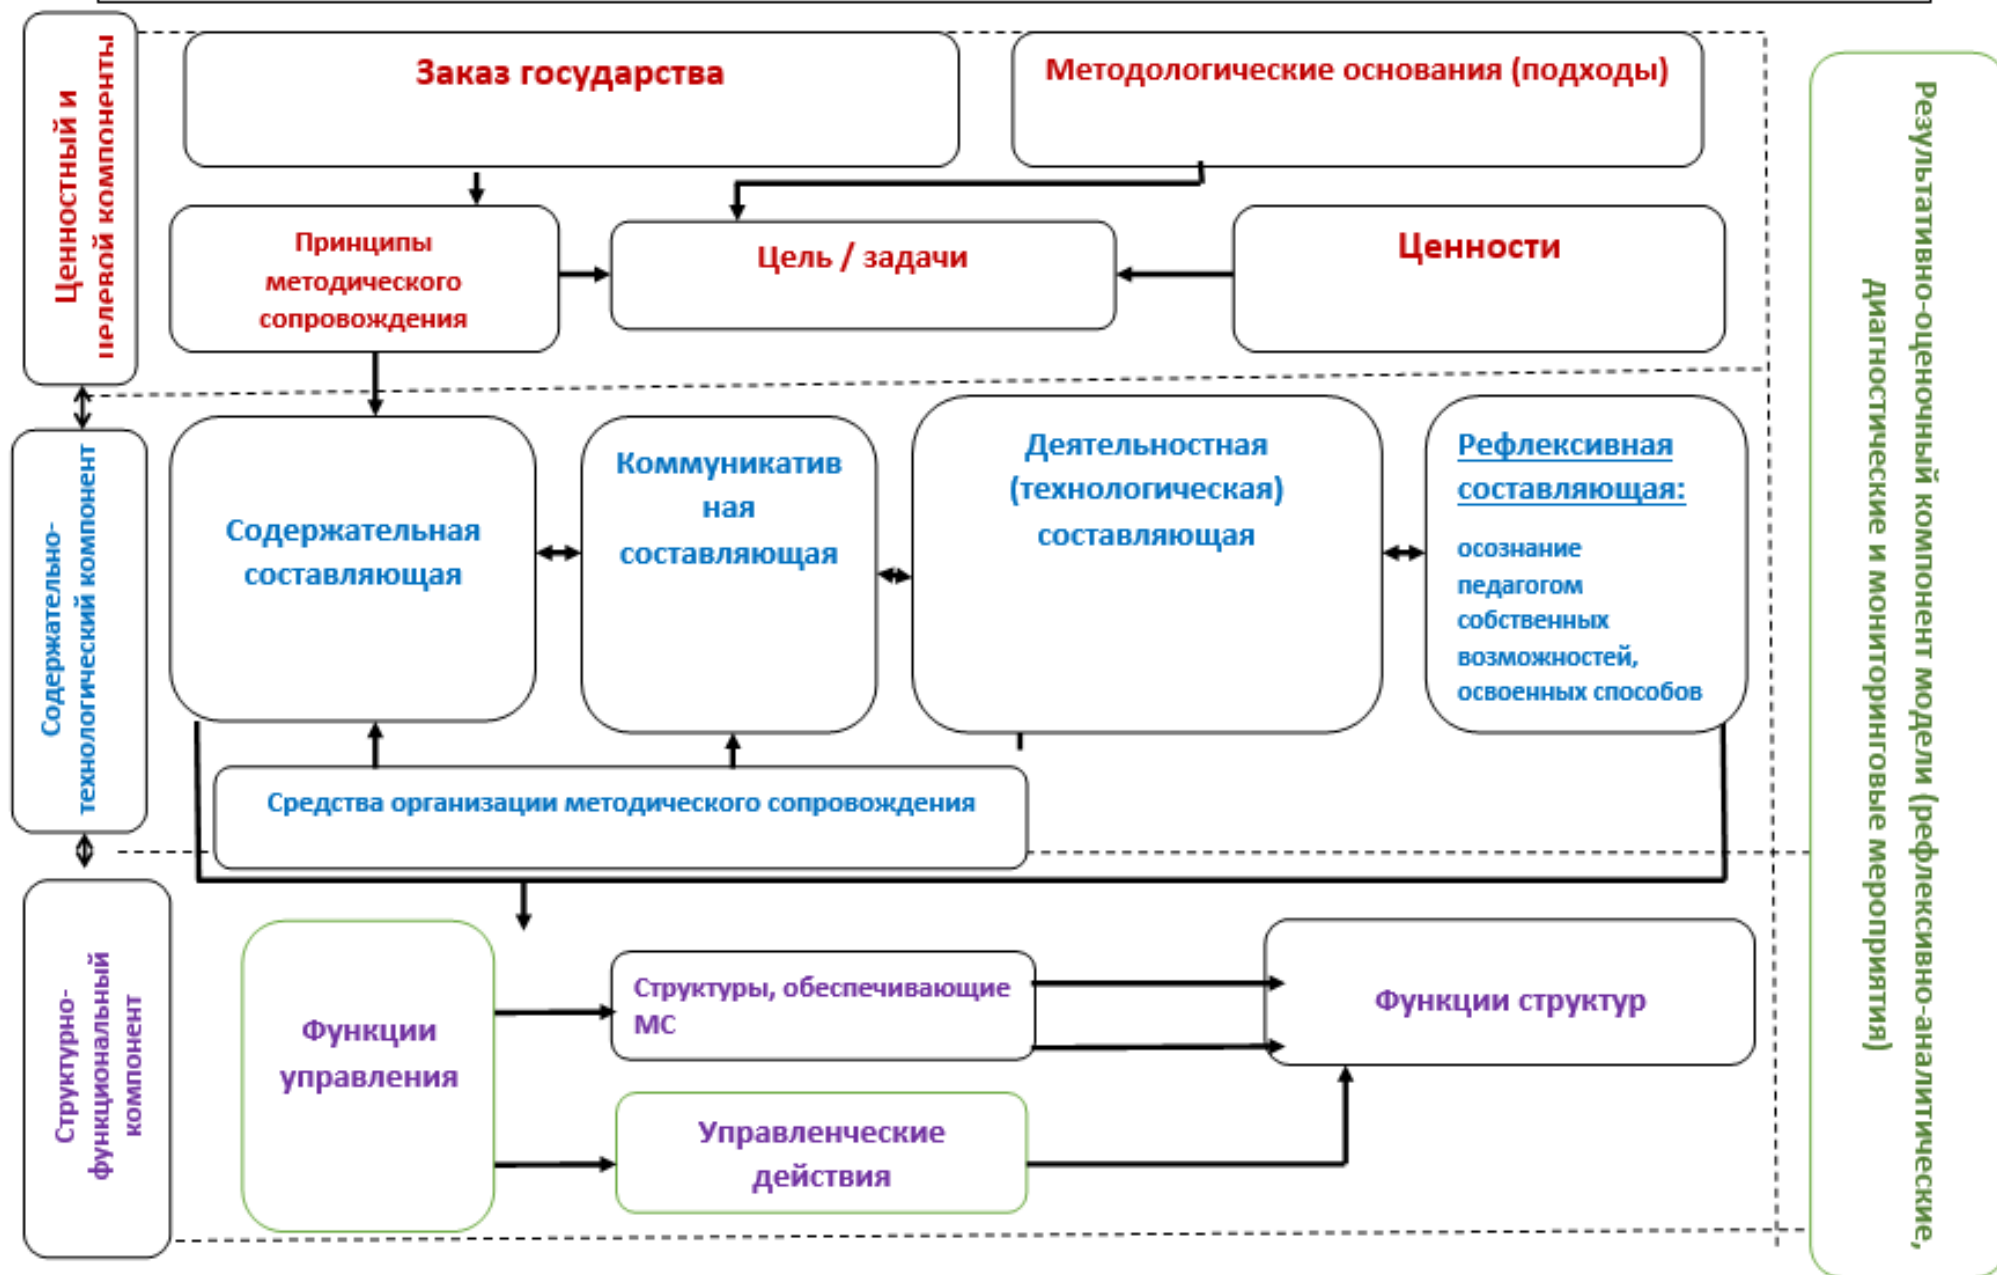 Ценностный и
целевой компоненты
Заказ государства
Методологические основания (подходы)
Принципы
методического
сопровождения
Цель / задачи
Ценности
Содержательно-
технологический компонент
Содержательная
составляющая
Коммуникатив
ная
составляющая
Деятельностная
(технологическая)
составляющая
Рефлексивная
составляющая:
осознание
педагогом
собственных
возможностей,
освоенных способов
Средства организации методического сопровождения
Структурно-
функциональный
компонент
Функции
управления
Структуры, обеспечивающие
МС
Функции структур
Управленческие
действия
Результативно-оценочный компонент модели (рефлексивно-аналитические,
диагностические и мониторинговые мероприятия)